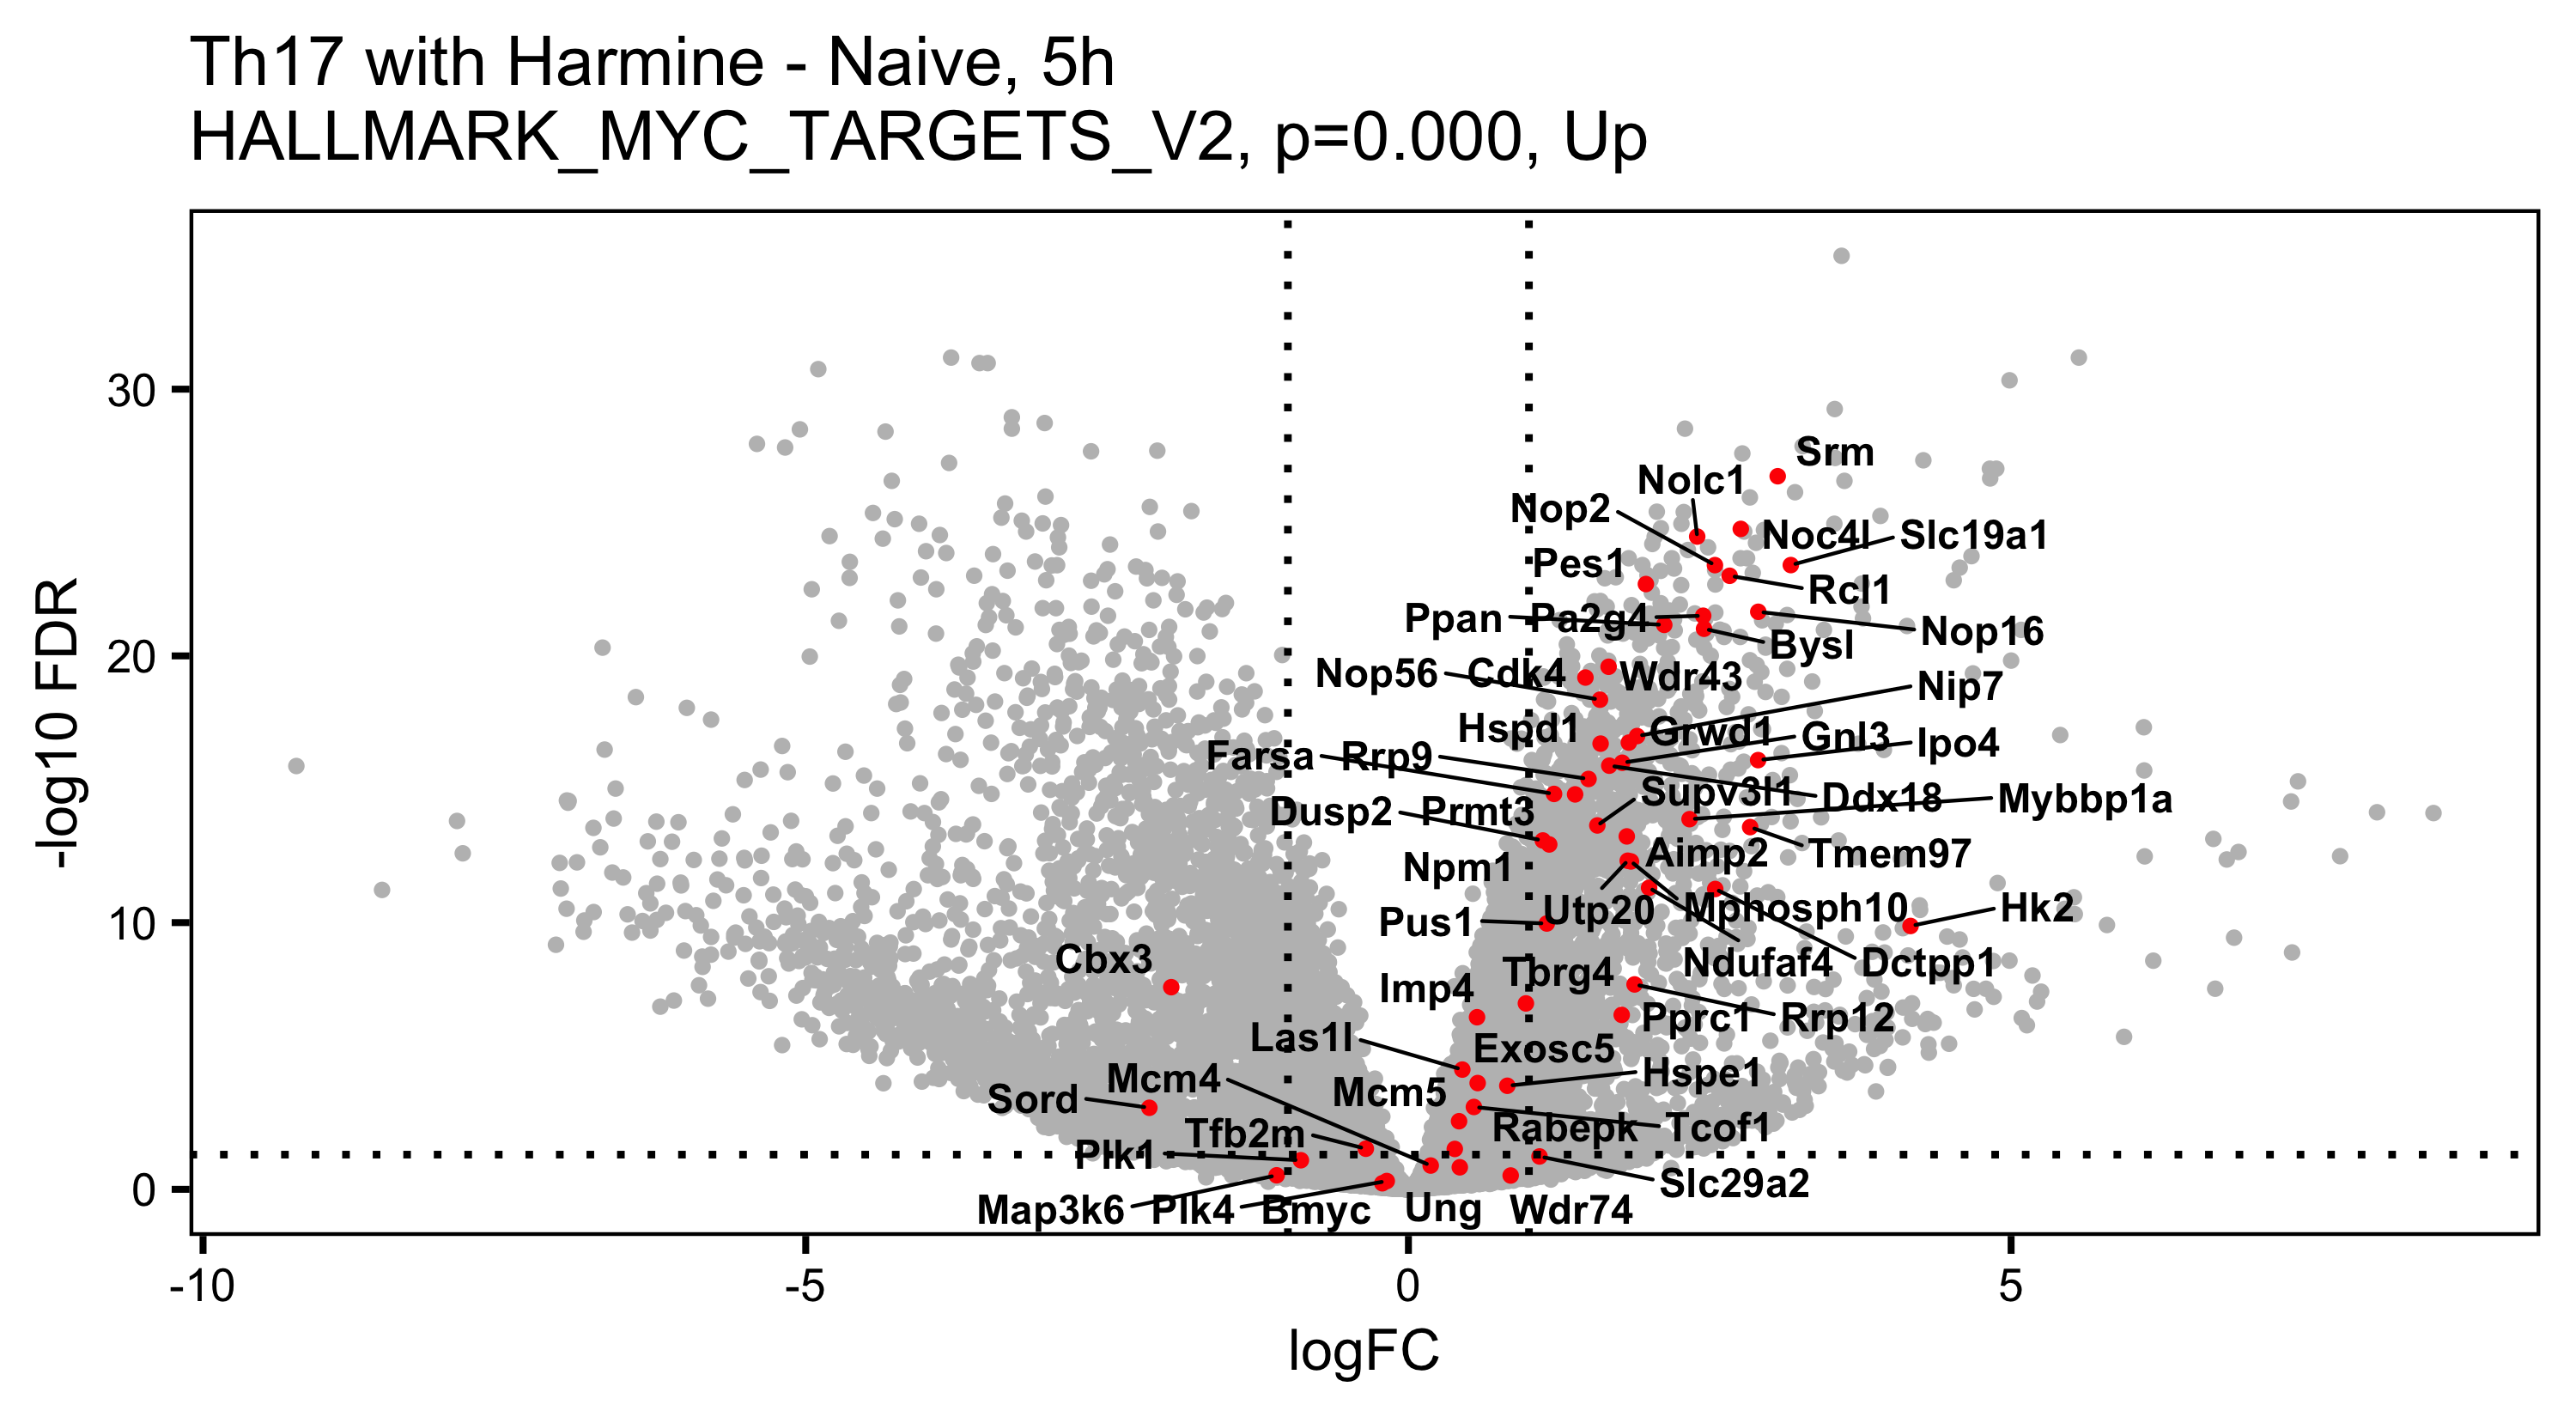 Th17 with Harmine - Naive, 5h
HALLMARK_MYC_TARGETS_V2, p=0.000, Up
-log10 FDR
30
20
10
0
Srm
Nolc1
Nop2
Noc4l
Slc19a1
Pes1
Rcl1
Ppan
Pa2g4
Nop16
Bysl
Nop56
Cdk4
Wdr43
Nip7
Hspd1
Grwd1
Gnl3
Ipo4
Farsa
Rrp9
Supv3l1
Ddx18
Mybbp1a
Dusp2
Prmt3
Aimp2
Tmem97
Npm1
Utp20
Mphosph10
Hk2
Pus1
Cbx3
Tbrg4
Ndufaf4
Dctpp1
Imp4
Pprc1
Rrp12
Las1l
Exosc5
Hspe1
Mcm4
Mcm5
Sord
Tfb2m
Rabepk
Tcof1
Plk1
Slc29a2
Map3k6
Plk4
Bmyc
Ung
Wdr74
-10
-5
0
5
logFC